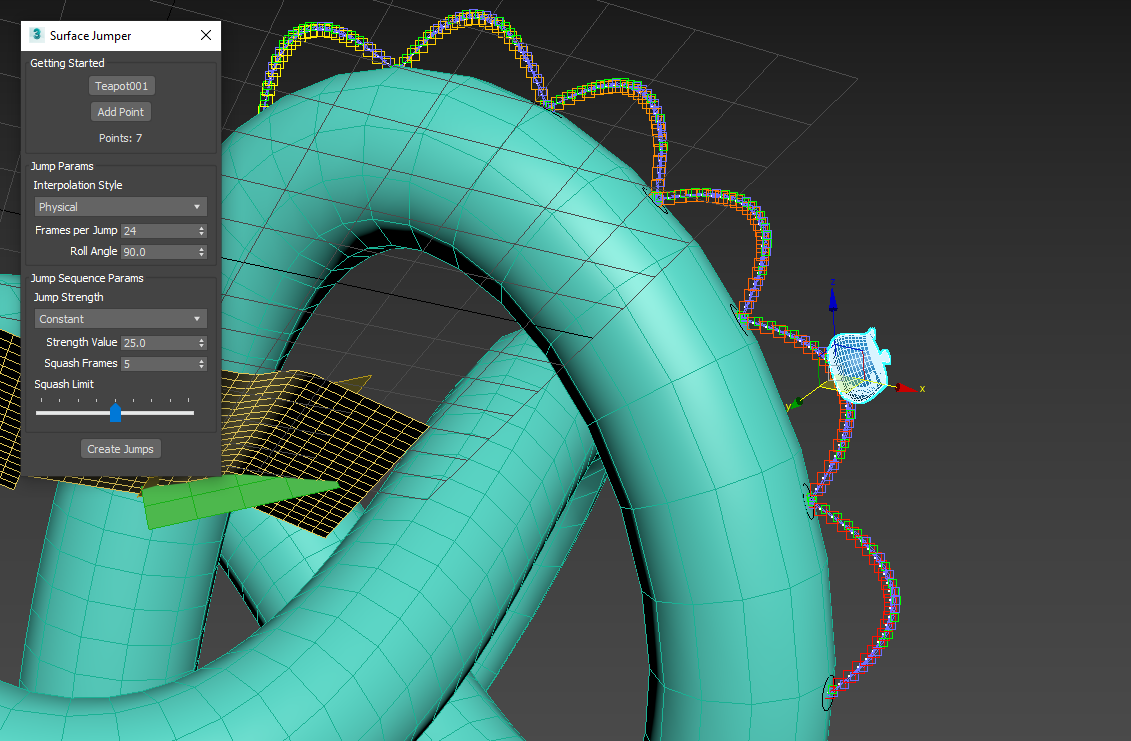 3 Surface Jumper
Getting Started
Teapot001
Add Point
Points: 7
Jump Params
Interpolation Style
Physical
Frames per Jump 24
Roll Angle 90.0
Jump Sequence Params
Jump Strength
Constant
Strength Value 25.0
Squash Frames 5
Squash Limit
Create Jumps
z
x
y